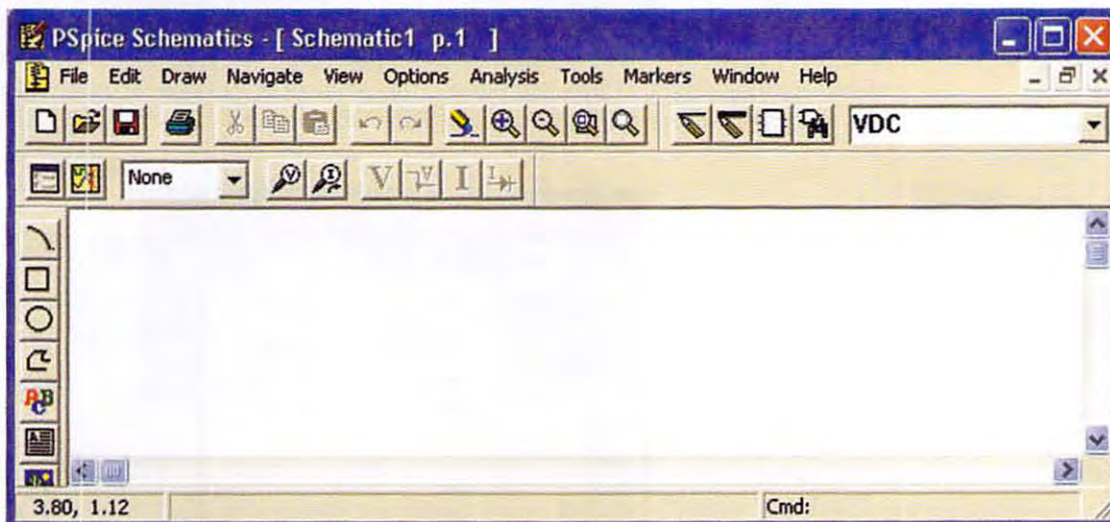 PSpice Schematics - [ Schematic1 p.1 ]
File Edit Draw Navigate View Options Analysis Tools Markers Window Help
VDC
None V I V V I I
ABC
3.80, 1.12 Cmd: